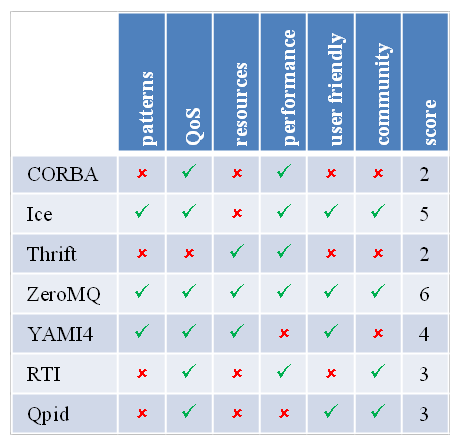 patterns QoS resources performance user friendly community score
CORBA ✗ ✓ ✗ ✓ ✗ ✗ 2
Ice ✓ ✓ ✗ ✓ ✓ ✓ 5
Thrift ✗ ✗ ✓ ✓ ✗ ✗ 2
ZeroMQ ✓ ✓ ✓ ✓ ✓ ✓ 6
YAMI4 ✓ ✓ ✓ ✗ ✓ ✗ 4
RTI ✗ ✓ ✗ ✓ ✗ ✓ 3
Qpid ✗ ✓ ✗ ✗ ✓ ✓ 3